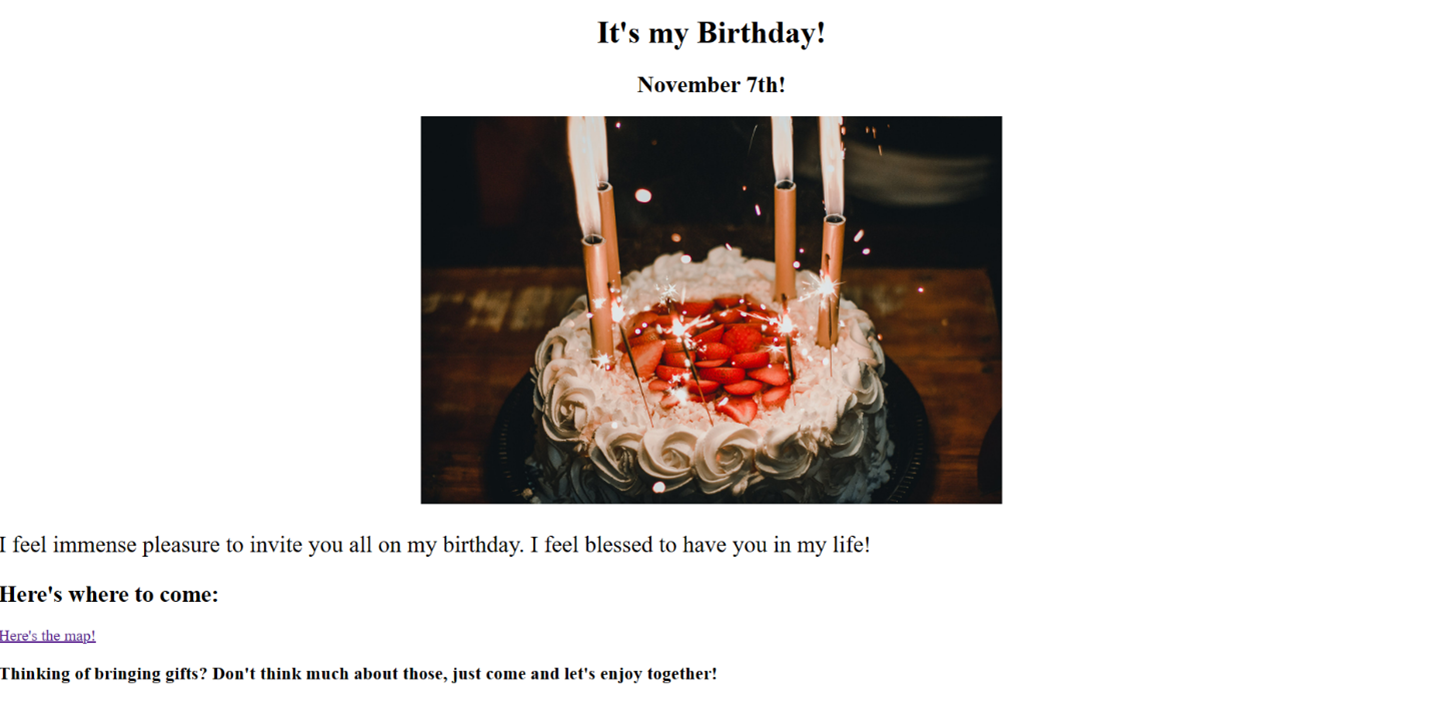 It's my Birthday!
November 7th!
I feel immense pleasure to invite you all on my birthday. I feel blessed to have you in my life!
Here's where to come:
Here's the map!
Thinking of bringing gifts? Don't think much about those, just come and let's enjoy together!